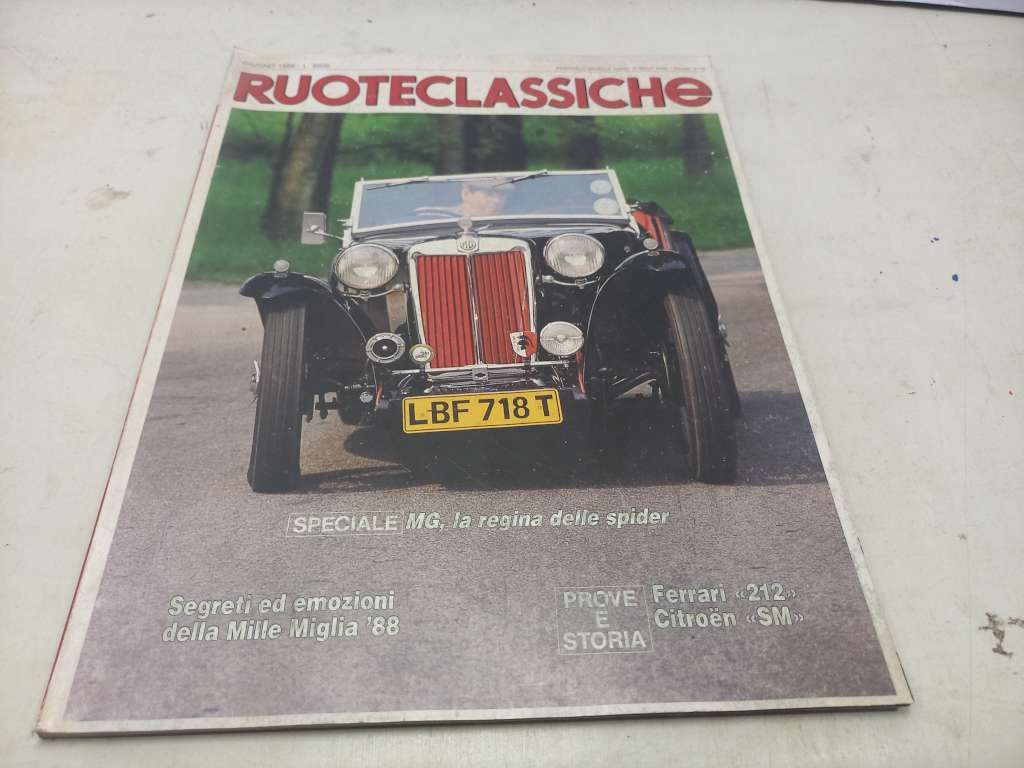 RUOTECLASSICHe
MG
LBF 718 T
SPECIALE MG, la regina delle spider
Segreti ed emozioni
della Mille Miglia '88
PROVE
E
STORIA
Ferrari «212»
Citroën «SM»